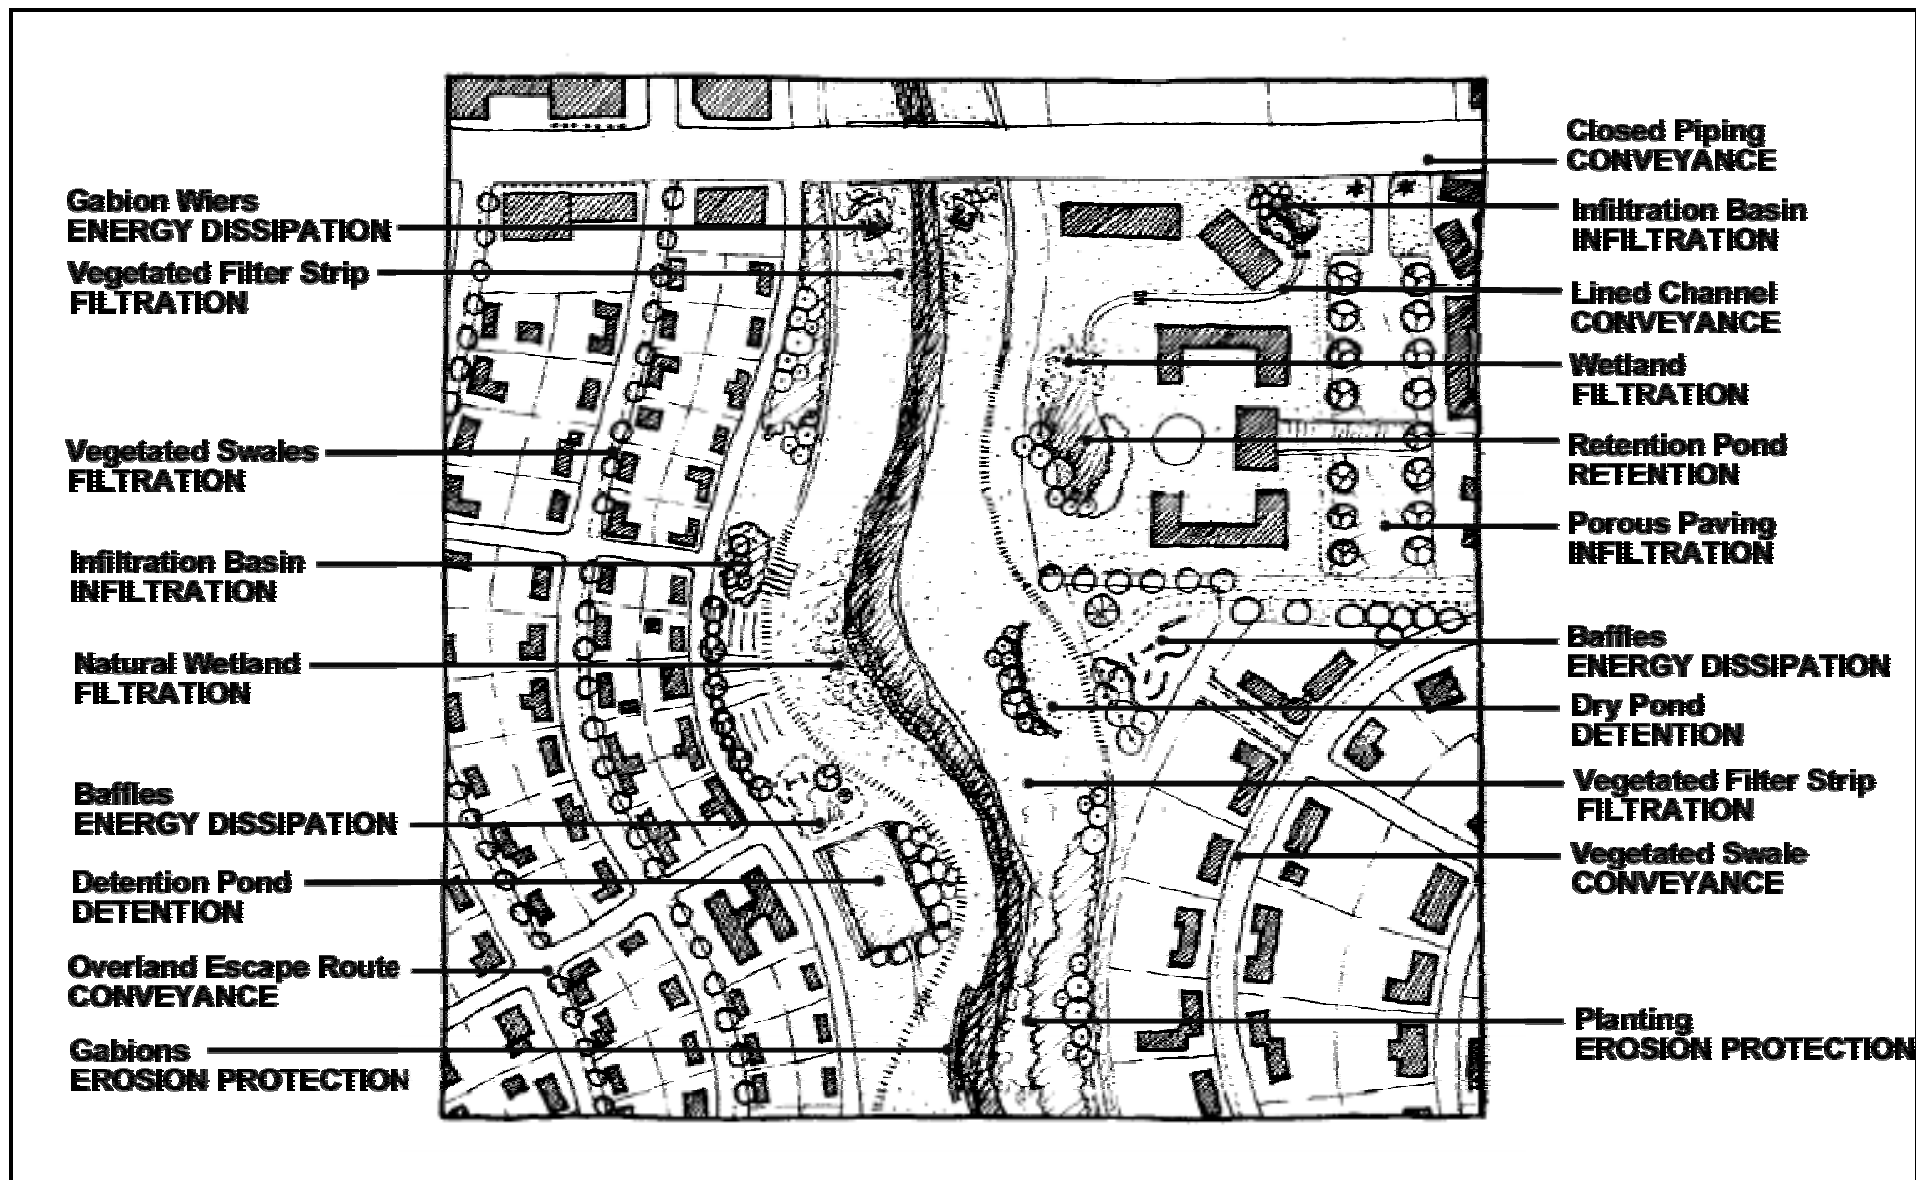 Gabion Wiers
ENERGY DISSIPATION
Vegetated Filter Strip
FILTRATION
Vegetated Swales
FILTRATION
Infiltration Basin
INFILTRATION
Natural Wetland
FILTRATION
Baffles
ENERGY DISSIPATION
Detention Pond
DETENTION
Overland Escape Route
CONVEYANCE
Gabions
EROSION PROTECTION
Closed Piping
CONVEYANCE
Infiltration Basin
INFILTRATION
Lined Channel
CONVEYANCE
Wetland
FILTRATION
Retention Pond
RETENTION
Porous Paving
INFILTRATION
Baffles
ENERGY DISSIPATION
Dry Pond
DETENTION
Vegetated Filter Strip
FILTRATION
Vegetated Swale
CONVEYANCE
Planting
EROSION PROTECTION